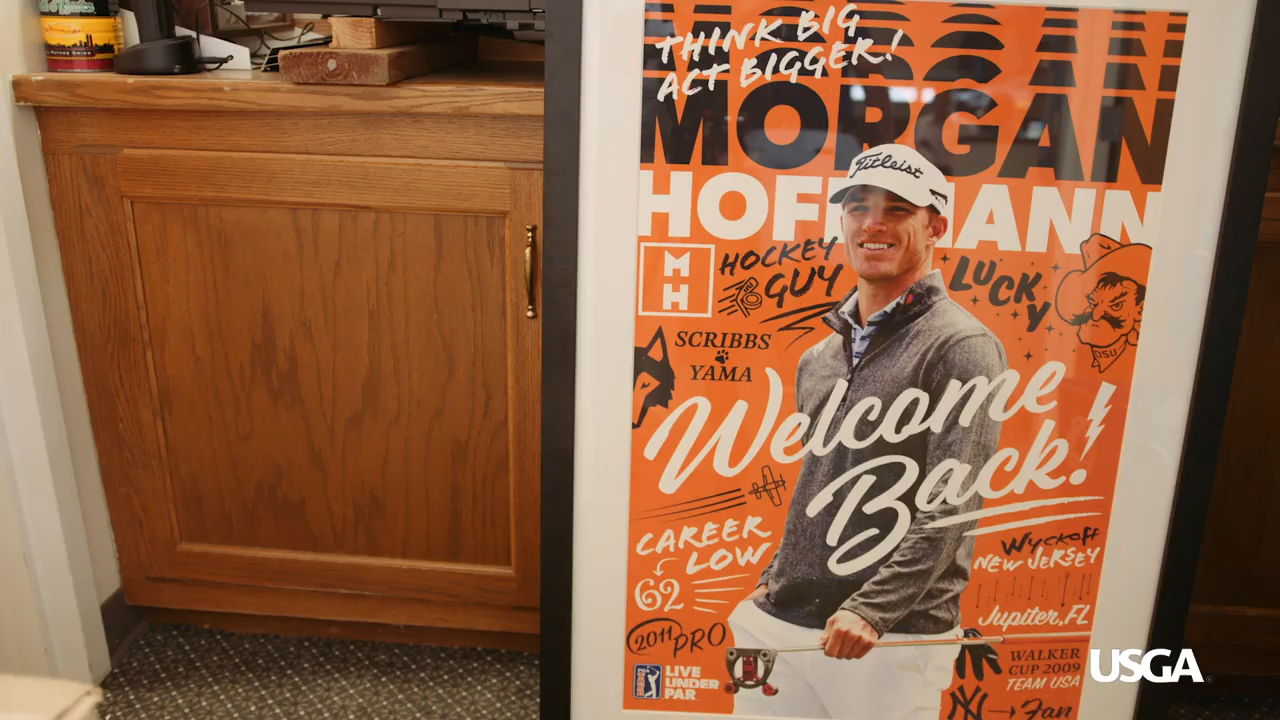 THINK BIG
ACT BIGGER!
MORGAN
HOFFMANN
Titleist
MH
HOCKEY
GUY
LUCKY
OSU
SCRIBBS
YAMA
Welcome
Back!
CAREER
LOW
62
Wyckoff
NEW JERSEY
Jupiter, FL
2011 PRO
LIVE
UNDER
PAR
WALKER
CUP 2009
TEAM USA
NY → Fan
USGA